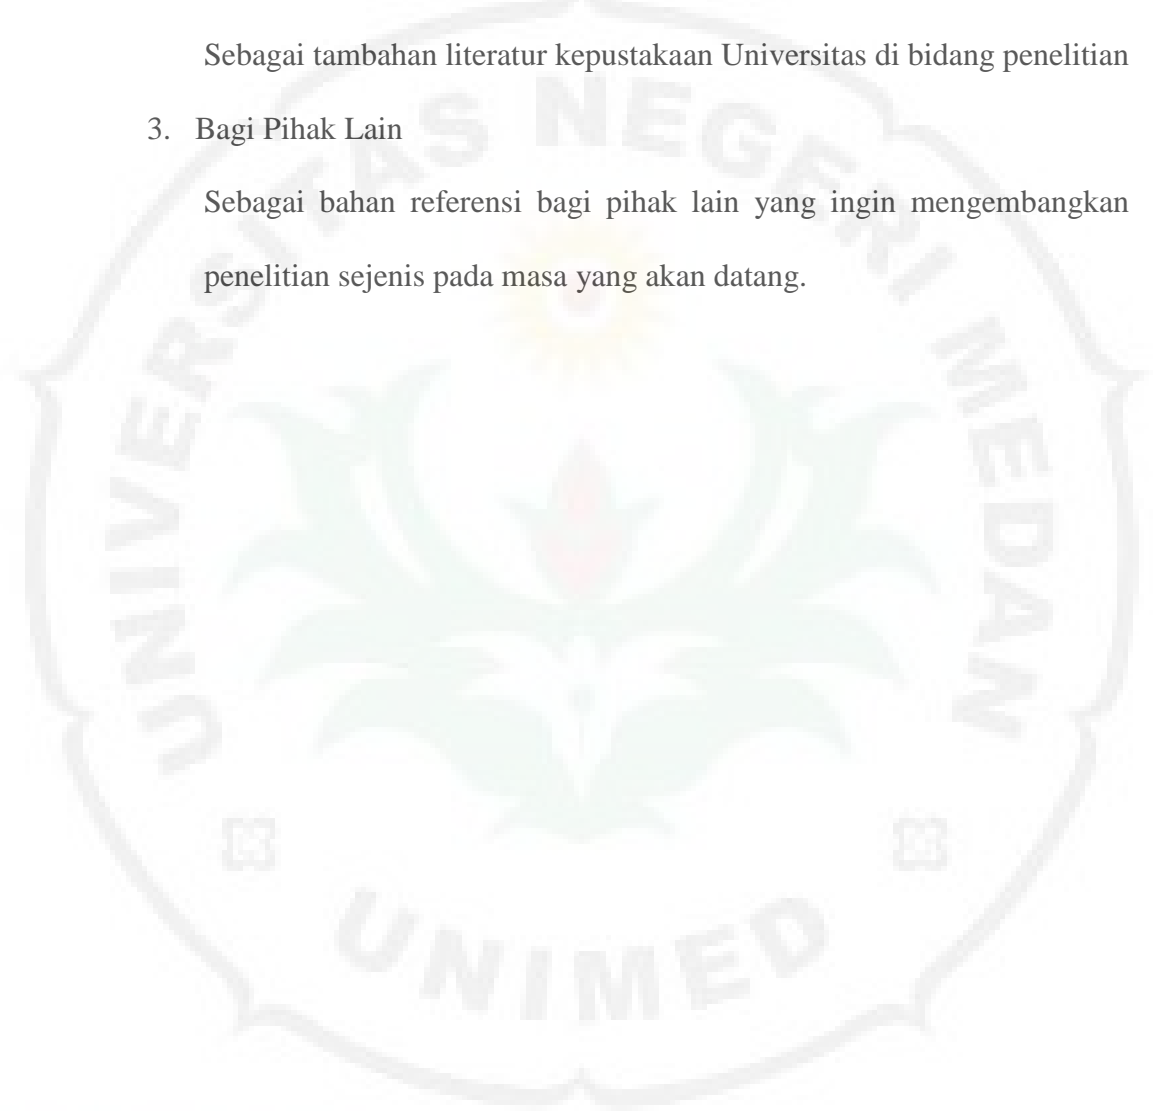 Sebagai tambahan literatur kepustakaan Universitas di bidang penelitian
3. Bagi Pihak Lain
Sebagai bahan referensi bagi pihak lain yang ingin mengembangkan
penelitian sejenis pada masa yang akan datang.
UNIVERSITAS NEGERI MEDAN
UNIMED